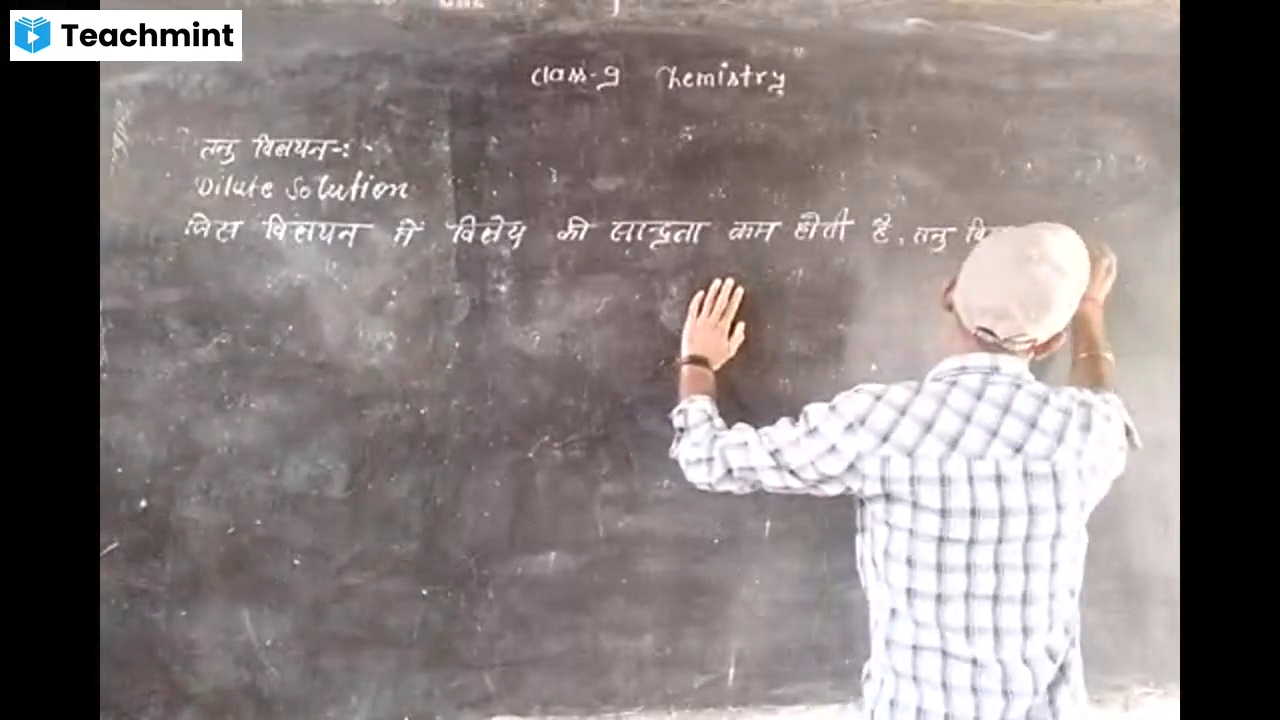 Teachmint
Class-9 Chemistry
तनु विलयन-:
Dilute Solution
जिस विलयन में विलेय की सान्द्रता कम होती है, तनु